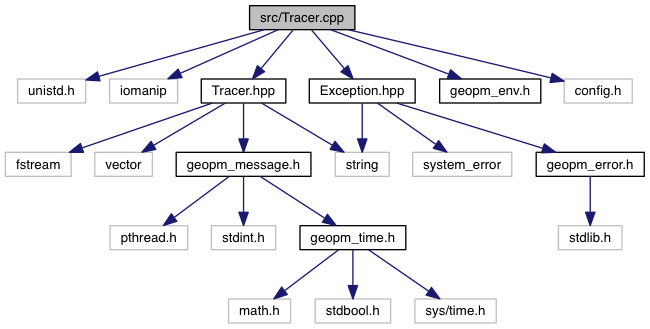 src/Tracer.cpp
unistd.h
iomanip
Tracer.hpp
Exception.hpp
geopm_env.h
config.h
fstream
vector
geopm_message.h
string
system_error
geopm_error.h
pthread.h
stdint.h
geopm_time.h
stdlib.h
math.h
stdbool.h
sys/time.h